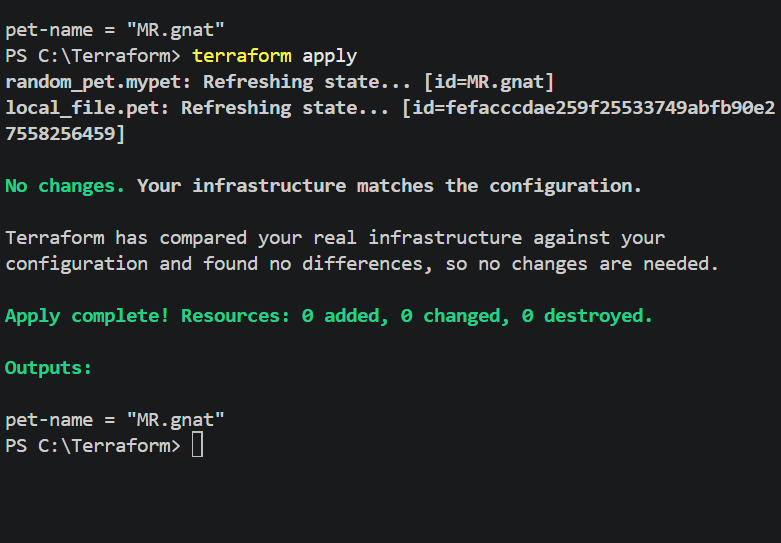 pet-name = "MR.gnat"
PS C:\Terraform> terraform apply
random_pet.mypet: Refreshing state... [id=MR.gnat]
local_file.pet: Refreshing state... [id=fefacccdae259f25533749abfb90e2
7558256459]
No changes. Your infrastructure matches the configuration.
Terraform has compared your real infrastructure against your
configuration and found no differences, so no changes are needed.
Apply complete! Resources: 0 added, 0 changed, 0 destroyed.
Outputs:
pet-name = "MR.gnat"
PS C:\Terraform>